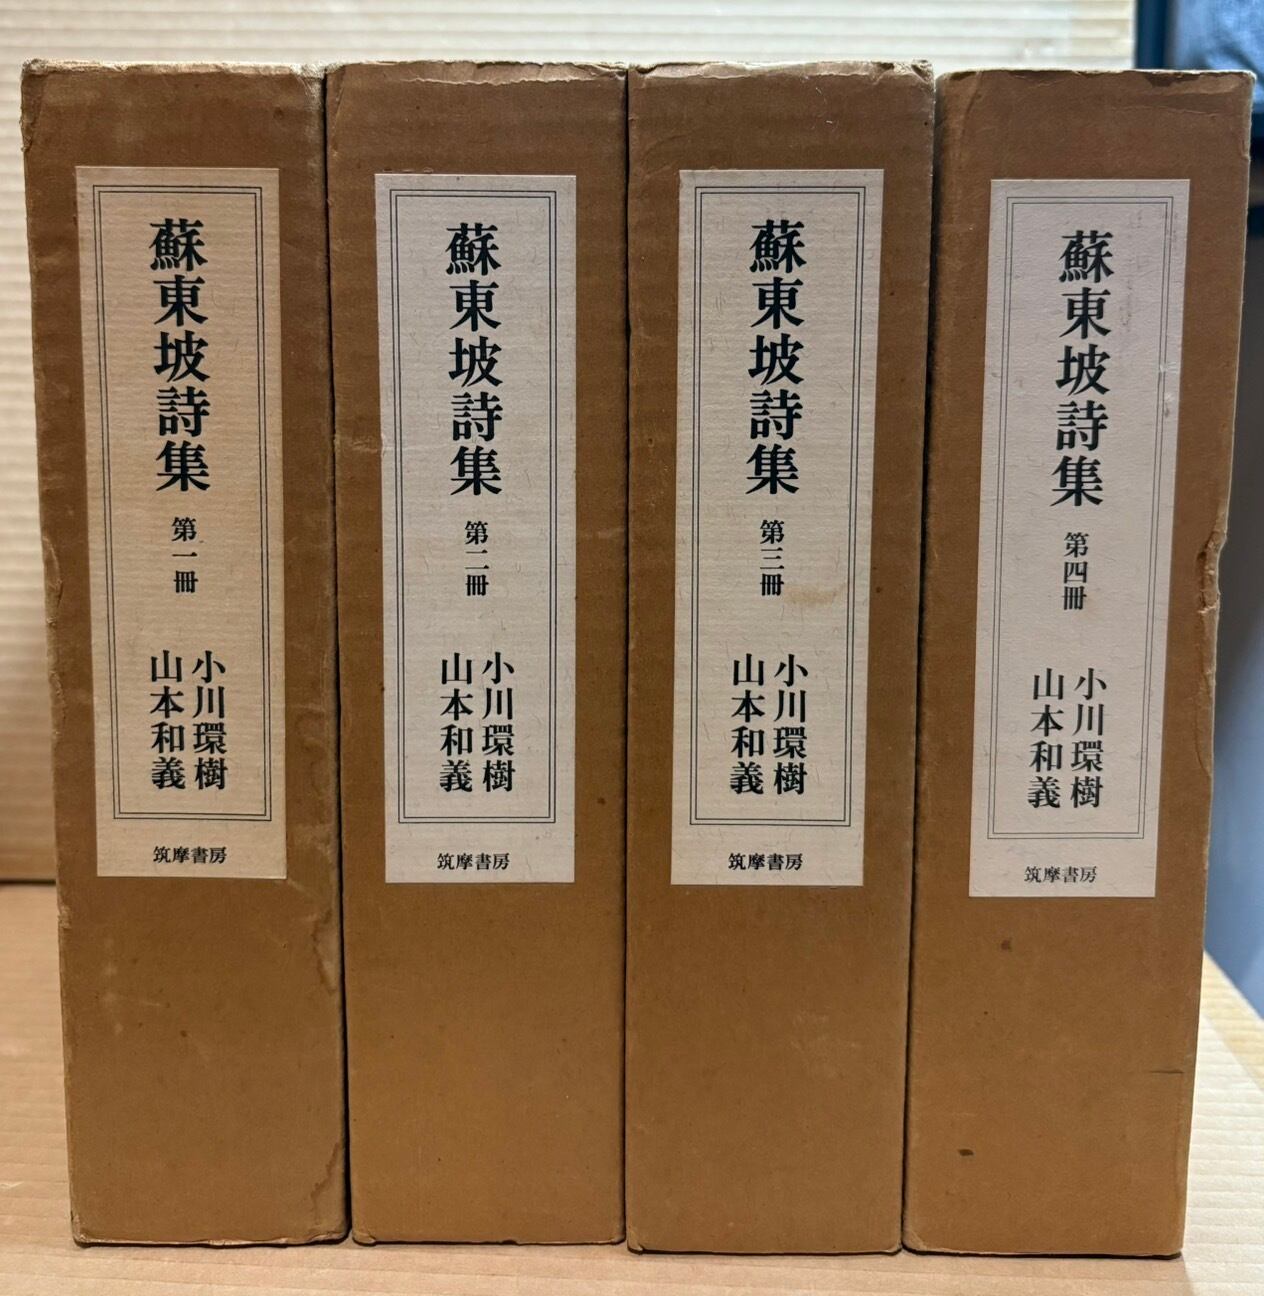 蘇東坡詩集 第一冊
小川環樹
山本和義
筑摩書房
蘇東坡詩集 第二冊
小川環樹
山本和義
筑摩書房
蘇東坡詩集 第三冊
小川環樹
山本和義
筑摩書房
蘇東坡詩集 第四冊
小川環樹
山本和義
筑摩書房